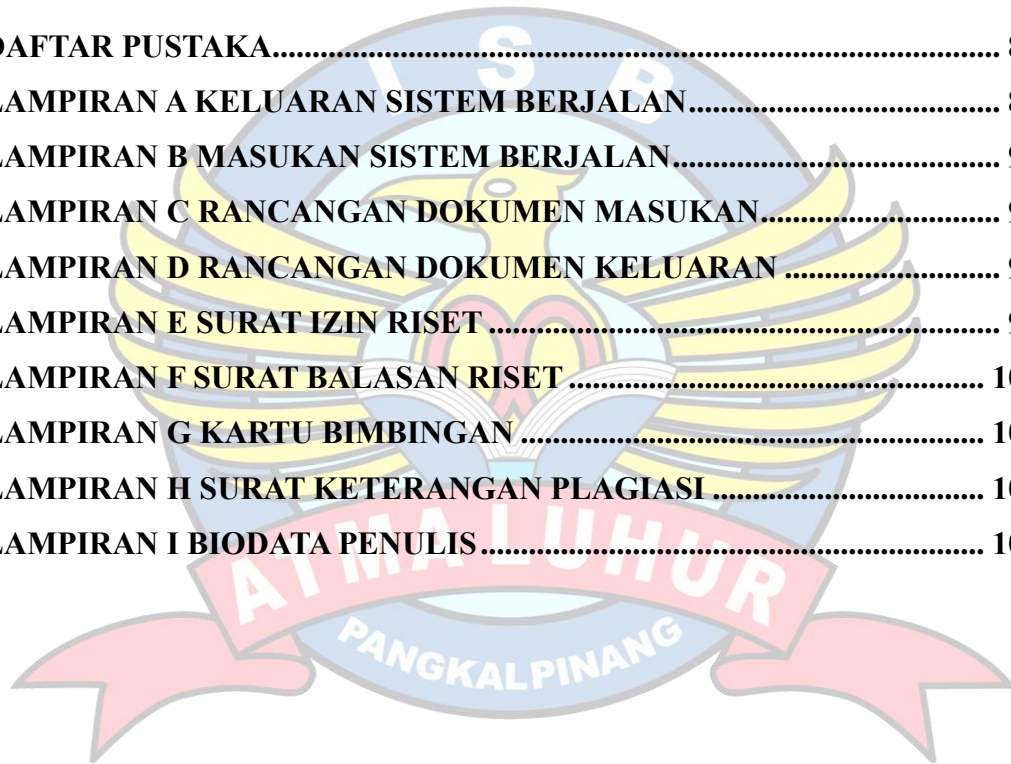 DAFTAR PUSTAKA.......................................................................................... 8
LAMPIRAN A KELUARAN SISTEM BERJALAN...................................... 8
LAMPIRAN B MASUKAN SISTEM BERJALAN........................................ 9
LAMPIRAN C RANCANGAN DOKUMEN MASUKAN............................. 9
LAMPIRAN D RANCANGAN DOKUMEN KELUARAN .......................... 9
LAMPIRAN E SURAT IZIN RISET ............................................................... 9
LAMPIRAN F SURAT BALASAN RISET ................................................... 10
LAMPIRAN G KARTU BIMBINGAN ......................................................... 10
LAMPIRAN H SURAT KETERANGAN PLAGIASI ................................. 10
LAMPIRAN I BIODATA PENULIS .............................................................. 10
I S B
ATMA LUHUR
PANGKALPINANG